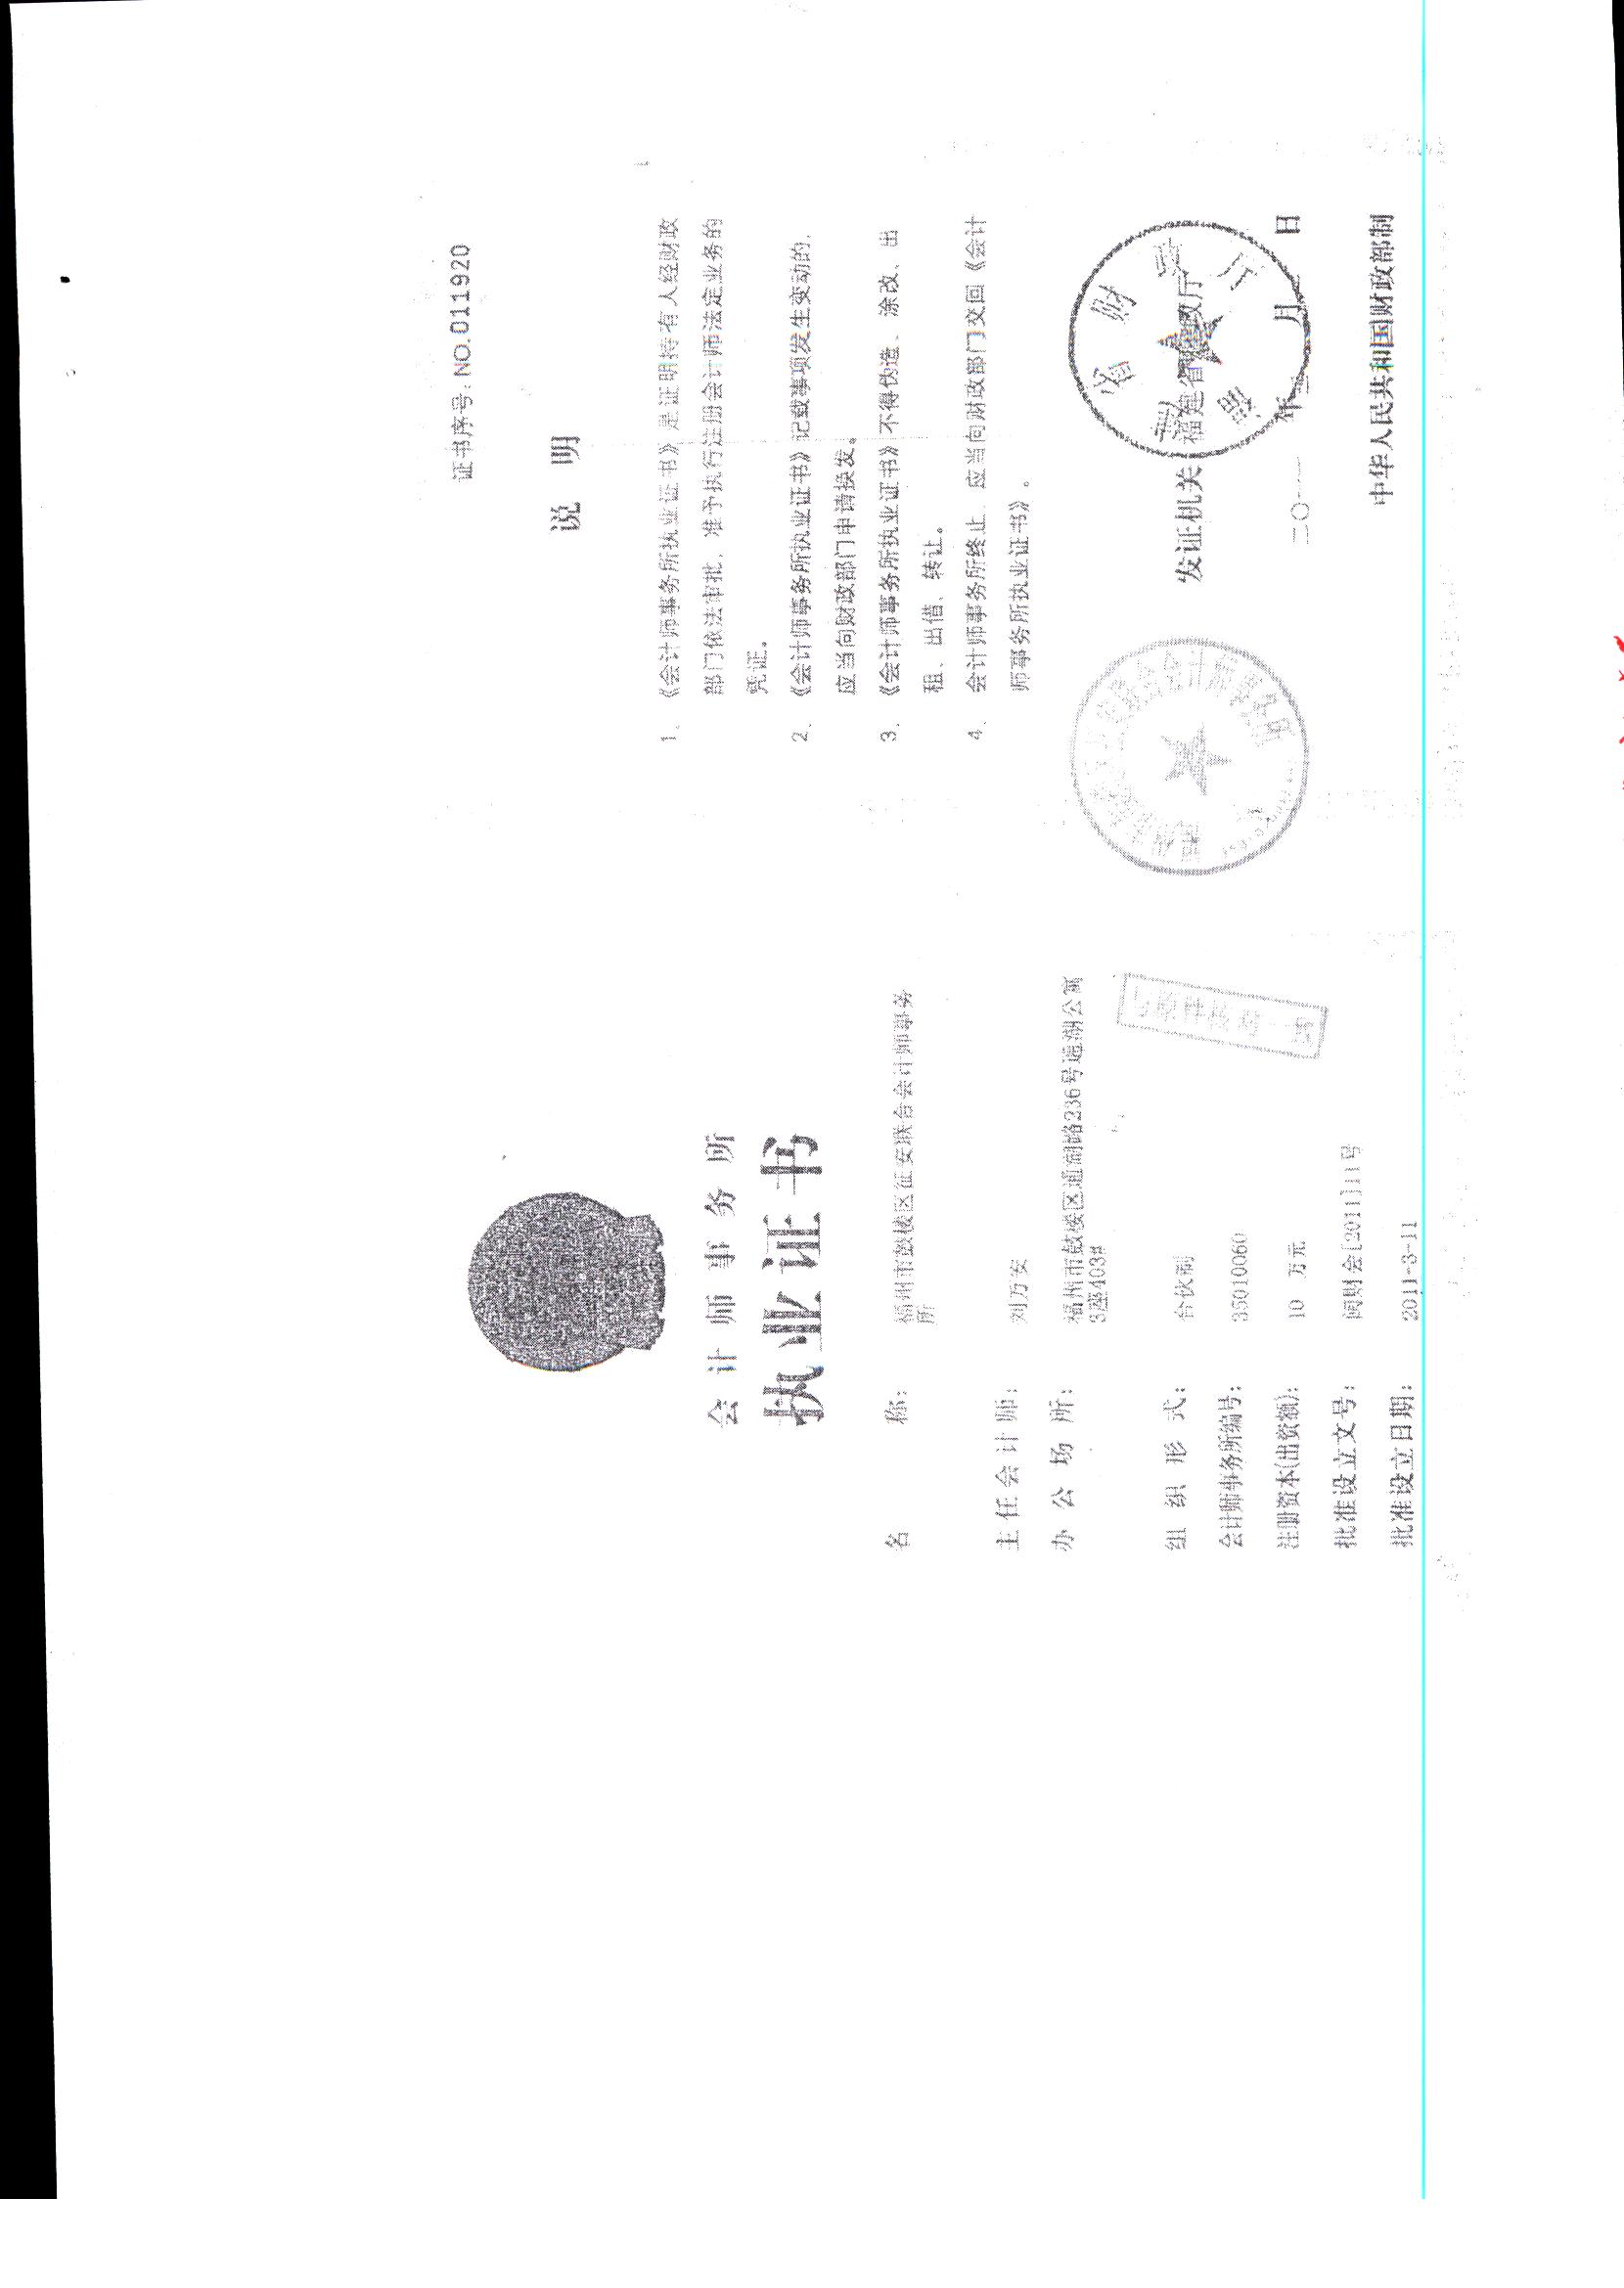 会计师事务所
执业证书
名称：福州市鼓楼区征安联合会计师事务
所
主任会计师：刘万安
办公场所：福州市鼓楼区通湖路236号通湖公寓
3座403#
组织形式：合伙制
会计师事务所编号：35010060
注册资本(出资额)：10 万元
批准设立文号：闽财会[2011]11号
批准设立日期：2011-3-11
与原件核对一致
证书序号：NO.011920
说明
1、《会计师事务所执业证书》是证明持有人经财政
部门依法审批，准予执行注册会计师法定业务的
凭证。
2、《会计师事务所执业证书》记载事项发生变动的，
应当向财政部门申请换发。
3、《会计师事务所执业证书》不得伪造、涂改、出
租、出借、转让。
4、会计师事务所终止，应当向财政部门交回《会计
师事务所执业证书》。
福建省财政厅
发证机关 福建省财政厅
二〇一一年 月 日
中华人民共和国财政部制